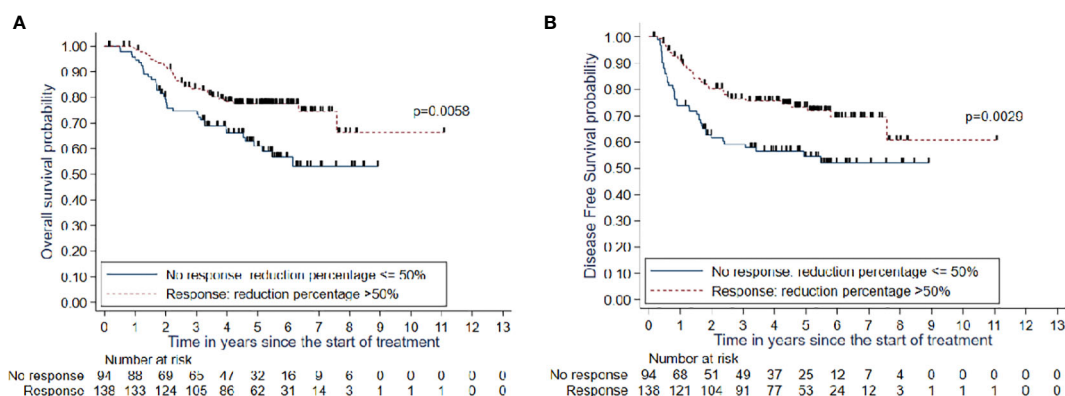 A
Overall survival probability
1.00
0.90
0.80
0.70
0.60
0.50
0.40
0.30
0.20
0.10
0.00
p=0.0058
No response: reduction percentage <= 50%
Response: reduction percentage >50%
0 1 2 3 4 5 6 7 8 9 10 11 12 13
Time in years since the start of treatment
Number at risk
No response 94 88 69 65 47 32 16 9 6 0 0 0 0 0
Response 138 133 124 105 86 62 31 14 3 1 1 1 0 0
B
Disease Free Survival probability
1.00
0.90
0.80
0.70
0.60
0.50
0.40
0.30
0.20
0.10
0.00
p=0.0029
No response: reduction percentage <= 50%
Response: reduction percentage >50%
0 1 2 3 4 5 6 7 8 9 10 11 12 13
Time in years since the start of treatment
Number at risk
No response 94 68 51 49 37 25 12 7 4 0 0 0 0 0
Response 138 121 104 91 77 53 24 12 3 1 1 1 0 0